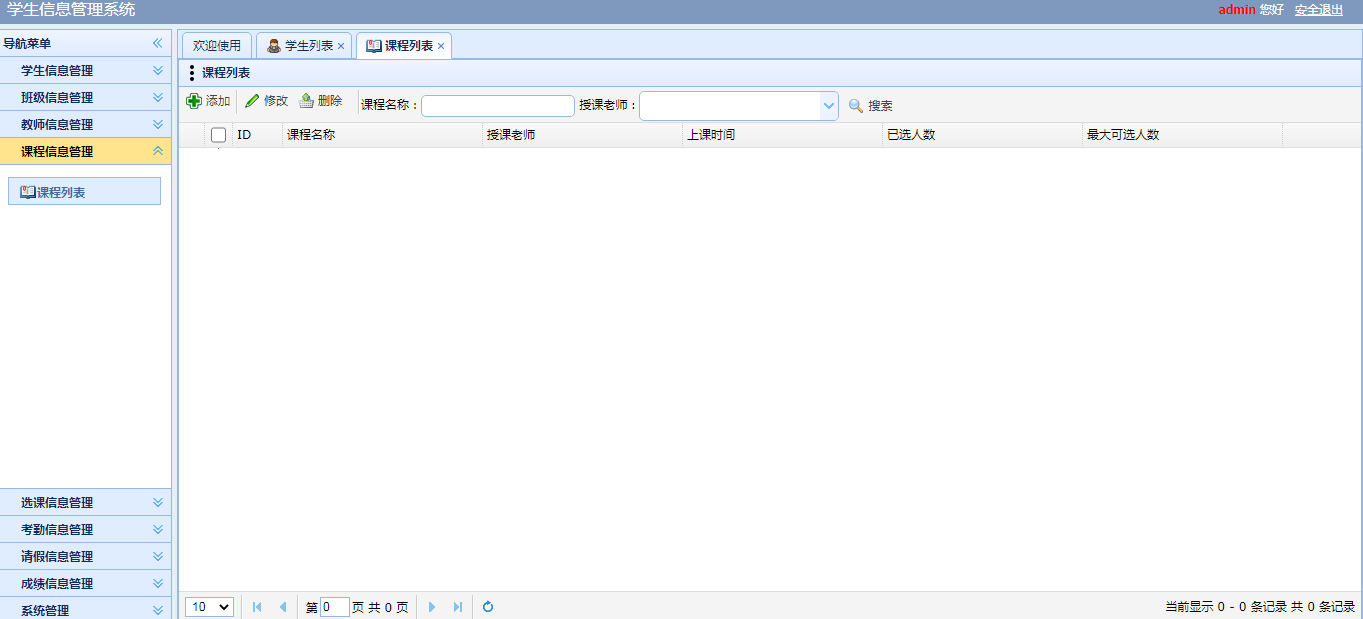 学生信息管理系统
admin 您好 安全退出
导航菜单
学生信息管理
班级信息管理
教师信息管理
课程信息管理
课程列表
选课信息管理
考勤信息管理
请假信息管理
成绩信息管理
系统管理
欢迎使用 学生列表 课程列表
课程列表
添加 修改 删除 课程名称： 授课老师： 搜索
ID 课程名称 授课老师 上课时间 已选人数 最大可选人数
10 第 0 页 共 0 页 当前显示 0 - 0 条记录 共 0 条记录